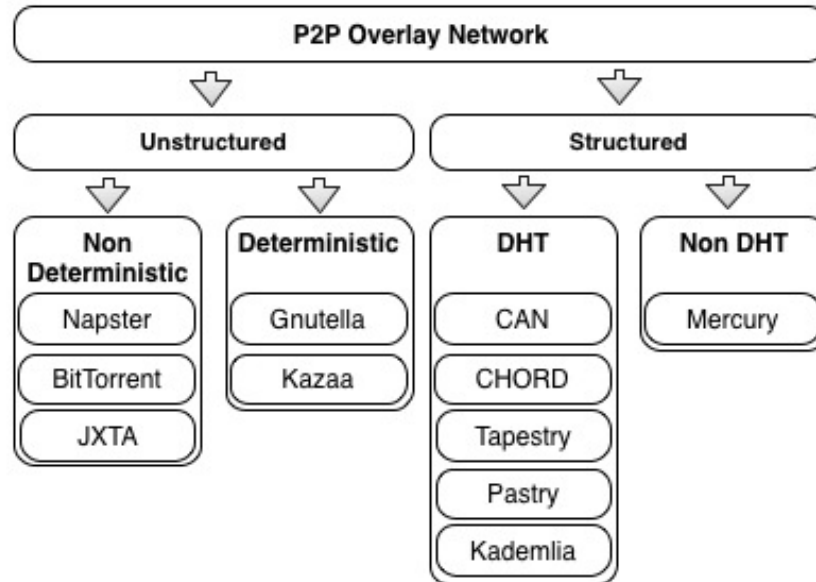 P2P Overlay Network
Unstructured
Structured
Non
Deterministic
Napster
BitTorrent
JXTA
Deterministic
Gnutella
Kazaa
DHT
CAN
CHORD
Tapestry
Pastry
Kademlia
Non DHT
Mercury